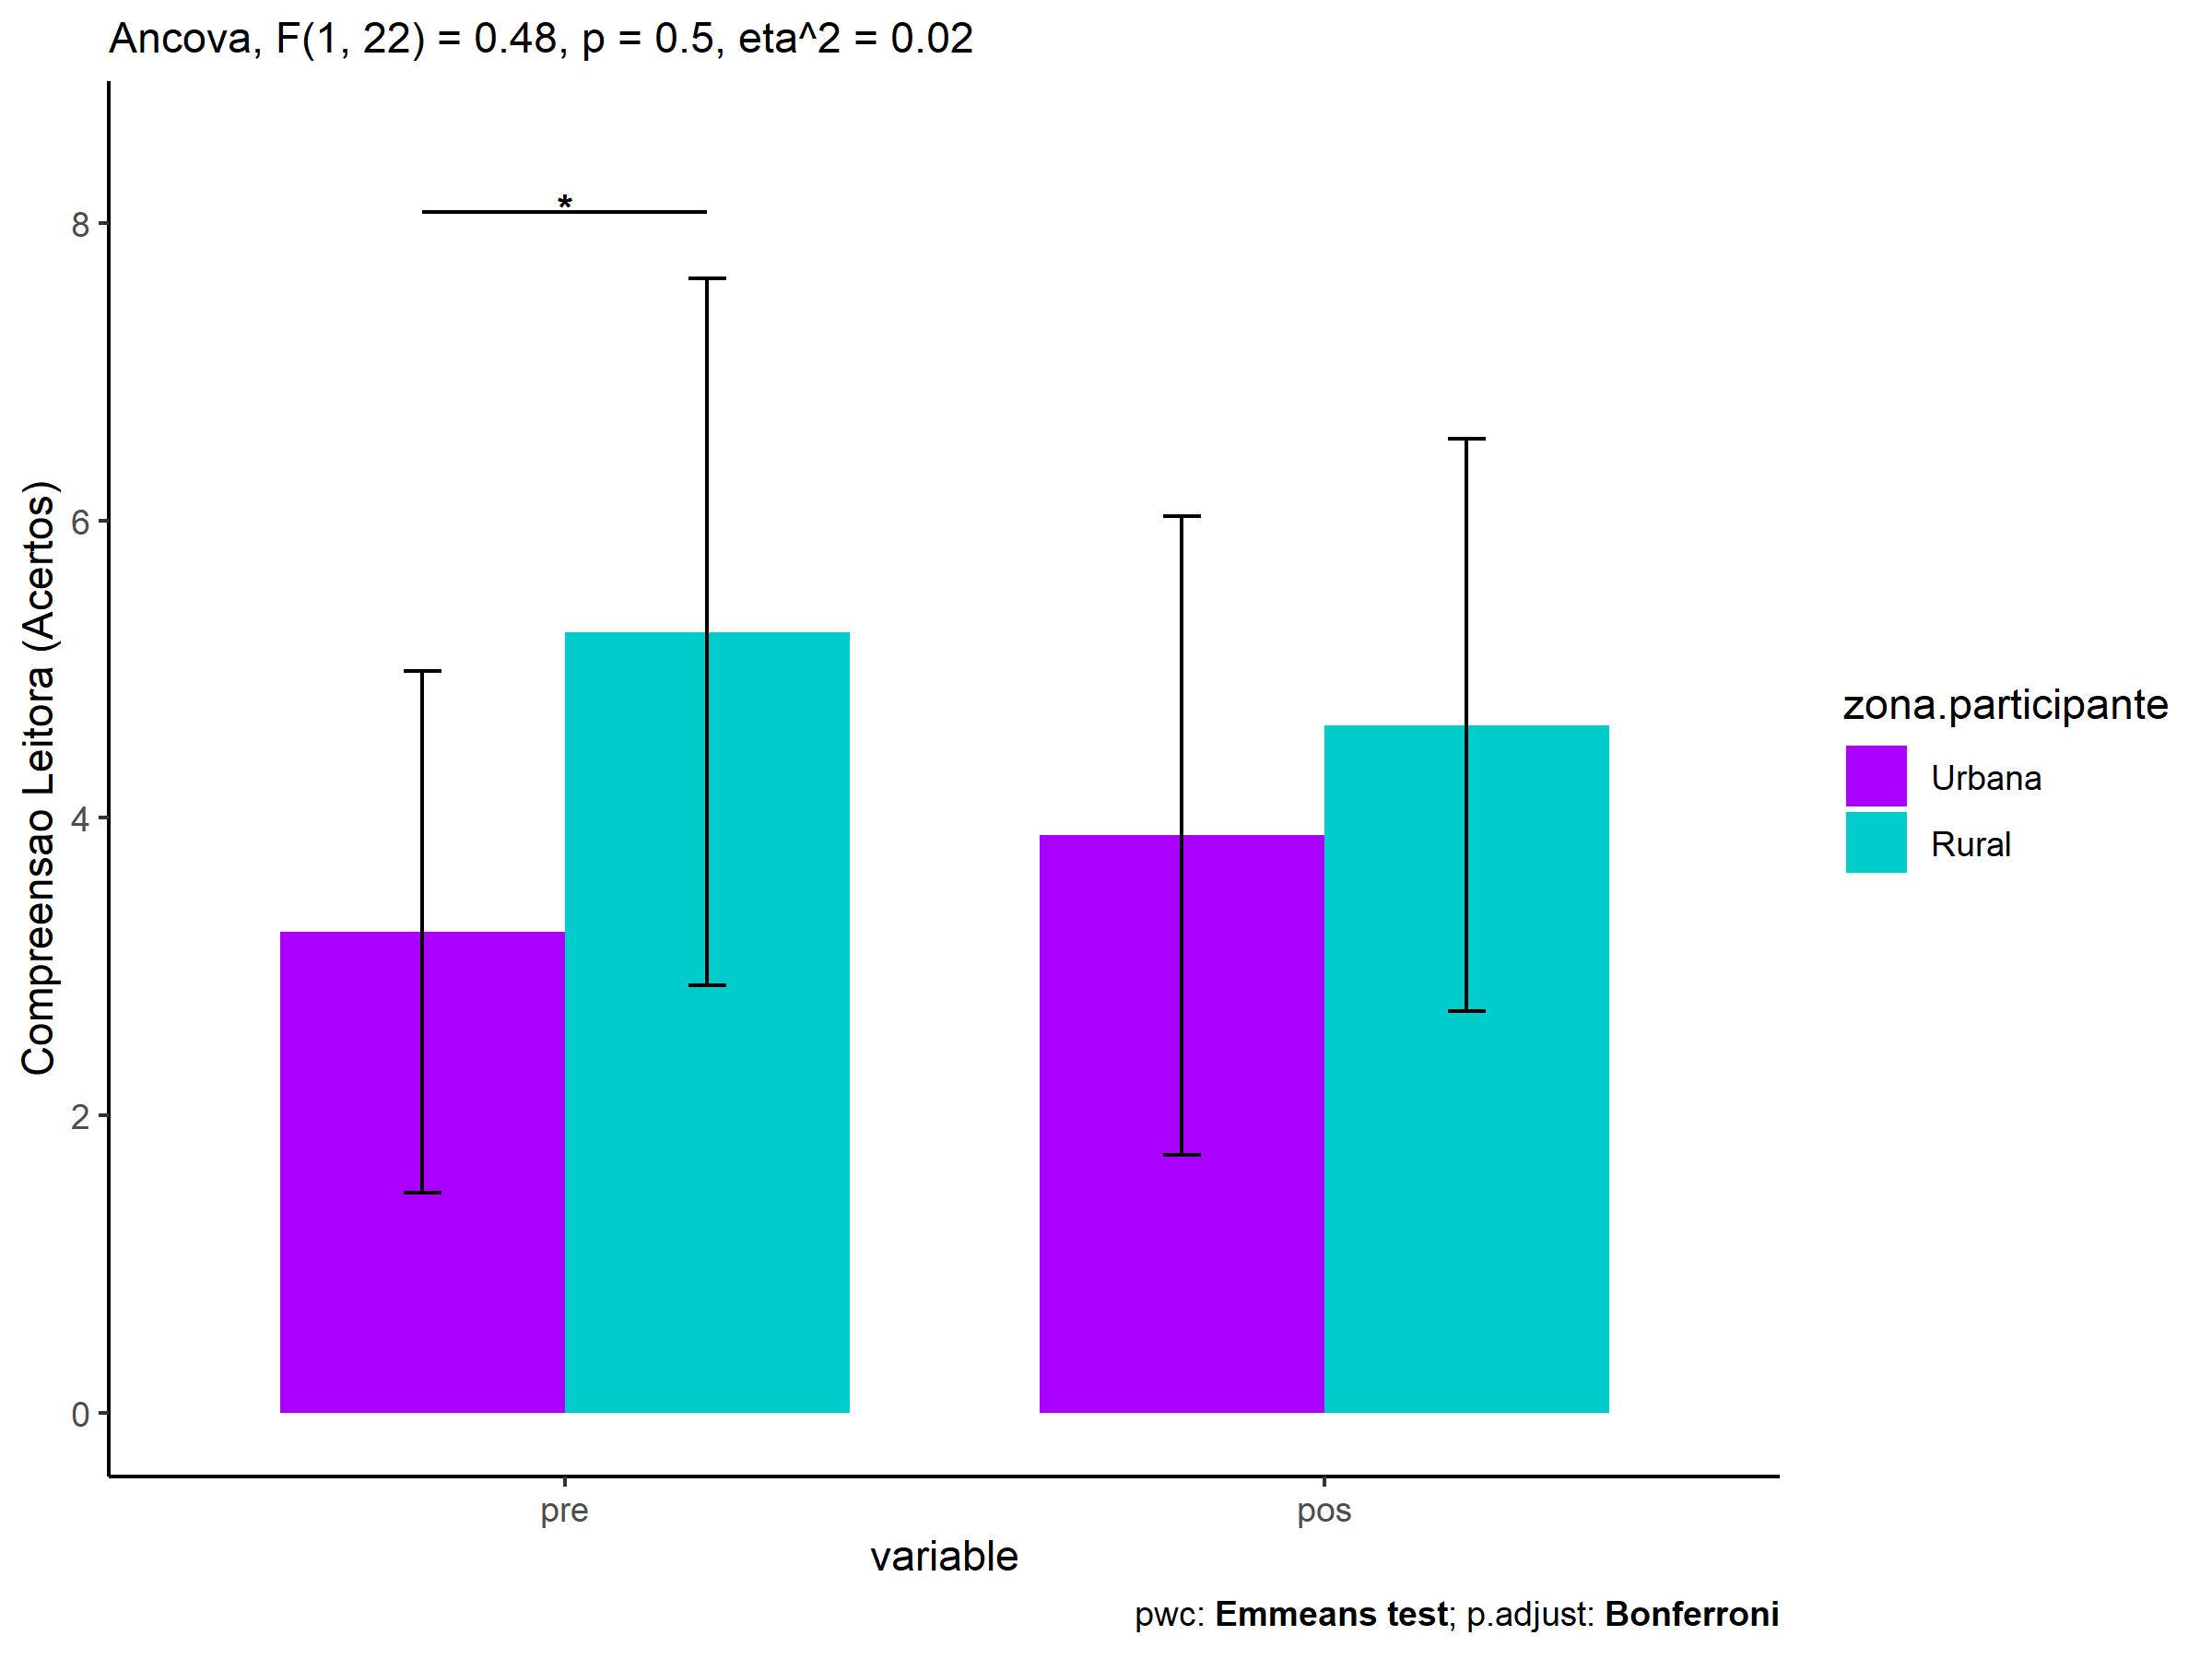 Ancova, F(1, 22) = 0.48, p = 0.5, eta^2 = 0.02
Compreensao Leitora (Acertos)
8
6
4
2
0
*
pre
pos
variable
zona.participante
Urbana
Rural
pwc: Emmeans test; p.adjust: Bonferroni